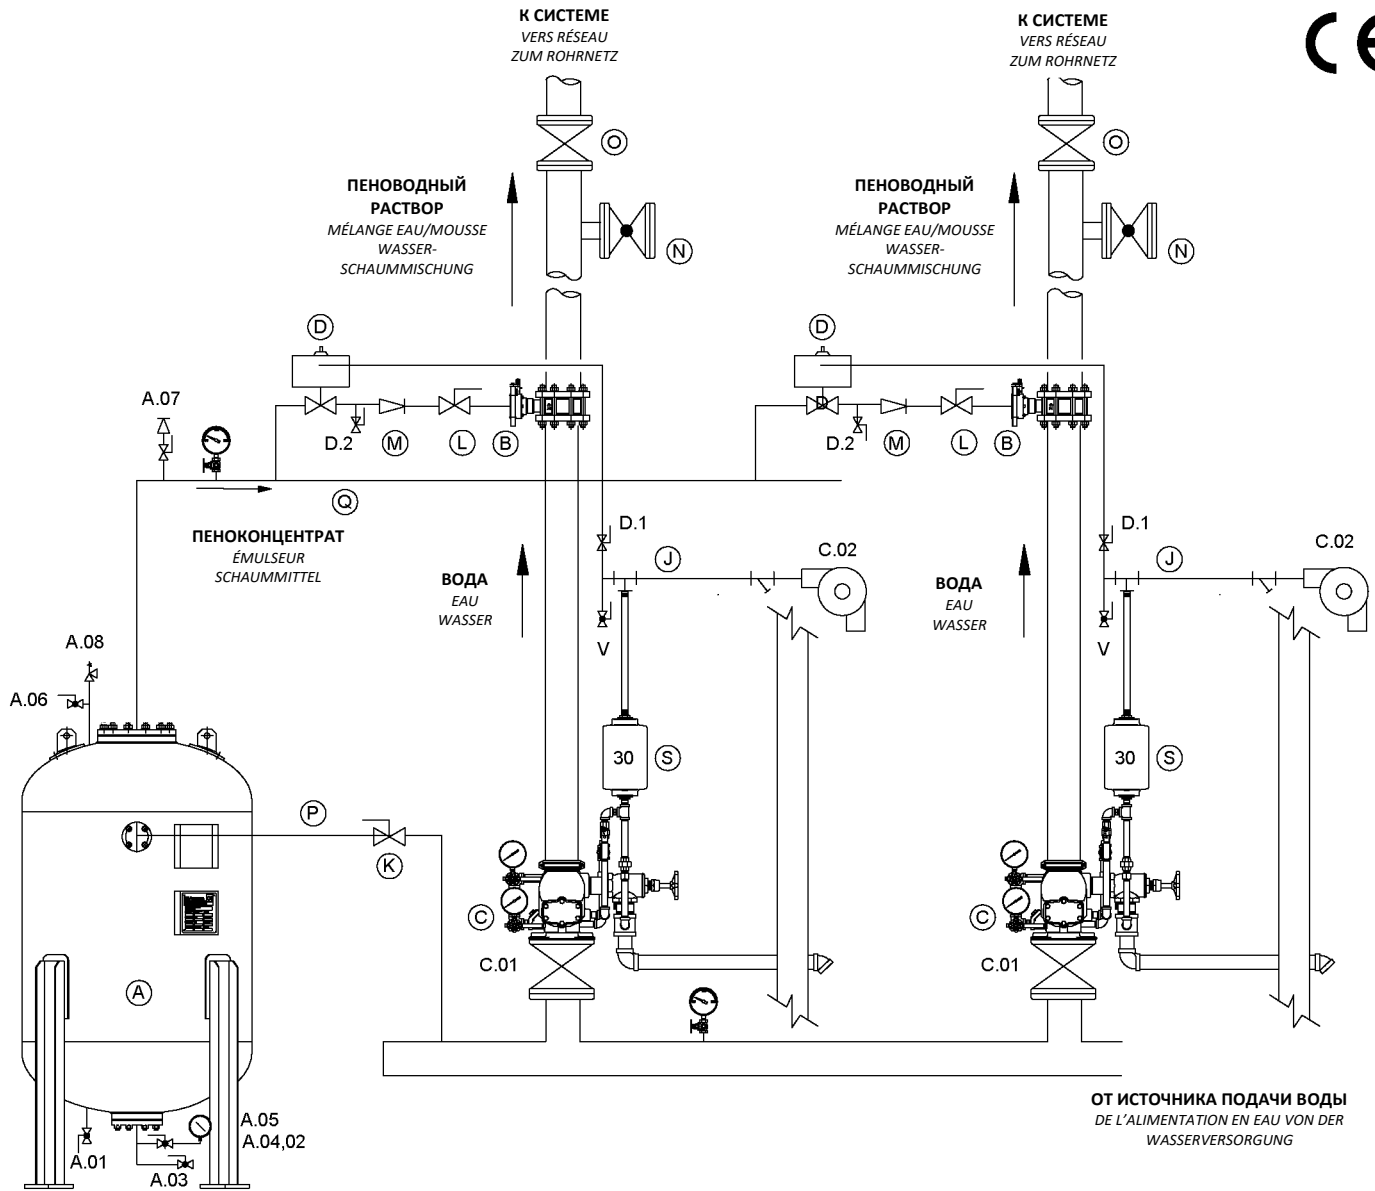 К СИСТЕМЕ
VERS RÉSEAU
ZUM ROHRNETZ
К СИСТЕМЕ
VERS RÉSEAU
ZUM ROHRNETZ
CE
O
O
ПЕНОВОДНЫЙ
РАСТВОР
MÉLANGE EAU/MOUSSE
WASSER-
SCHAUMMISCHUNG
ПЕНОВОДНЫЙ
РАСТВОР
MÉLANGE EAU/MOUSSE
WASSER-
SCHAUMMISCHUNG
N
N
D
D
A.07
D.2
M
L
B
D.2
M
L
B
Q
ПЕНОКОНЦЕНТРАТ
ÉMULSEUR
SCHAUMMITTEL
D.1
J
C.02
D.1
J
C.02
ВОДА
EAU
WASSER
ВОДА
EAU
WASSER
V
V
A.08
A.06
30
S
30
S
P
K
C
C
C.01
C.01
A
A.05
A.04,02
A.01
A.03
ОТ ИСТОЧНИКА ПОДАЧИ ВОДЫ
DE L'ALIMENTATION EN EAU VON DER
WASSERVERSORGUNG